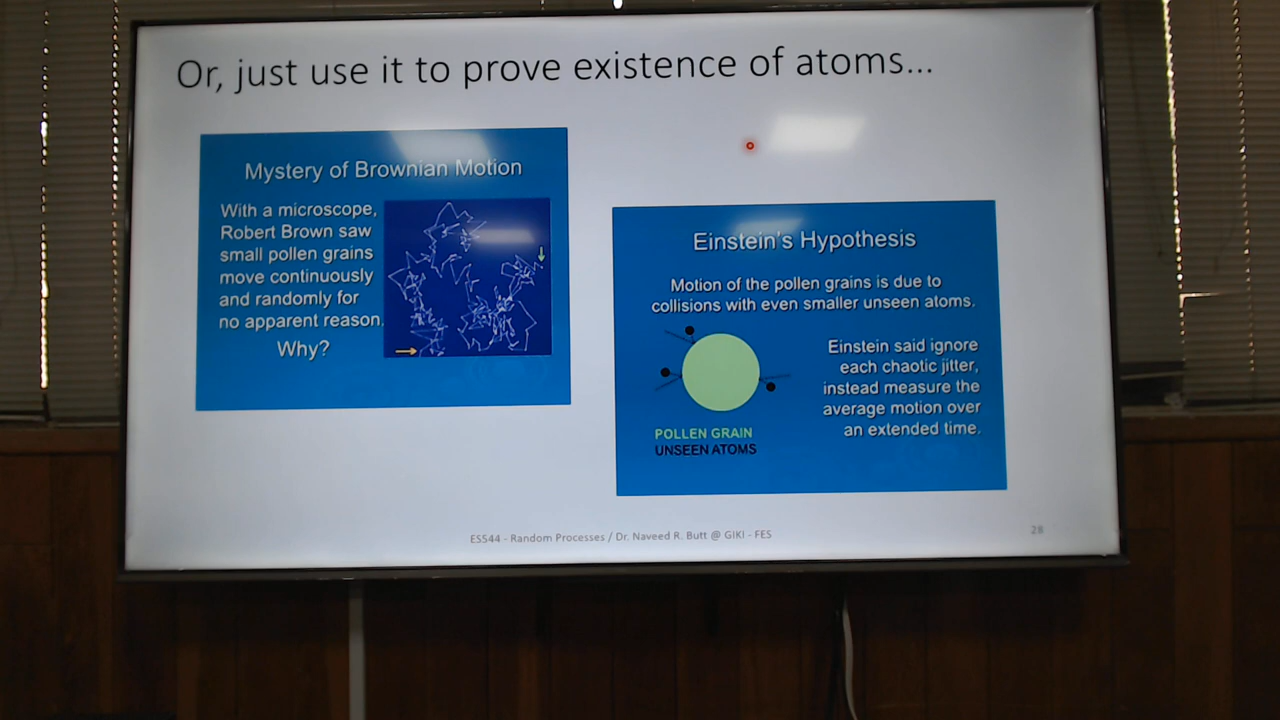 Or, just use it to prove existence of atoms...
Mystery of Brownian Motion
With a microscope,
Robert Brown saw
small pollen grains
move continuously
and randomly for
no apparent reason.
Why?
Einstein's Hypothesis
Motion of the pollen grains is due to
collisions with even smaller unseen atoms.
Einstein said ignore
each chaotic jitter,
instead measure the
average motion over
an extended time.
POLLEN GRAIN
UNSEEN ATOMS
ES544 - Random Processes / Dr. Naveed R. Butt @ GIKI - FES
28